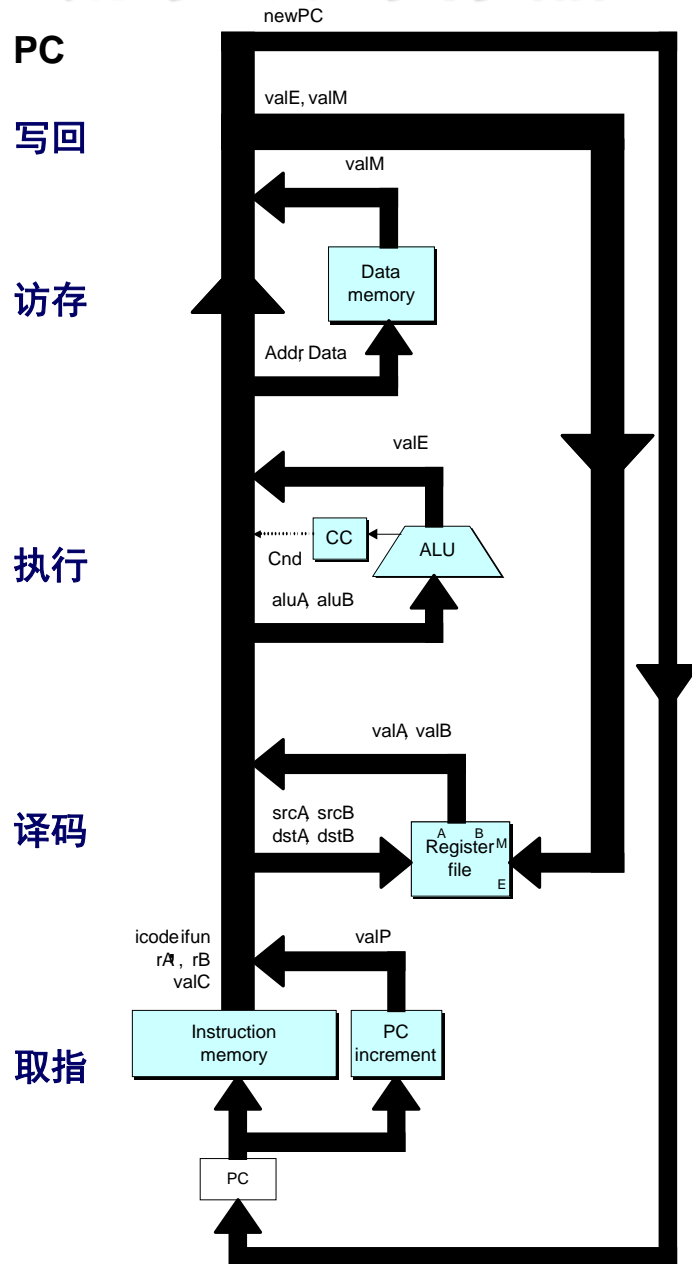 newPC
PC
valE, valM
写回
valM
Data
memory
访存
Addr, Data
valE
CC
ALU
Cnd
执行
aluA, aluB
valA, valB
srcA, srcB
dstA, dstB
A B
M
Register
file
E
译码
icode ifun
rA, rB
valC
valP
Instruction
memory
PC
increment
取指
PC